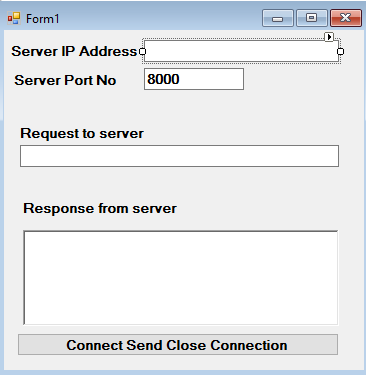 Form1
Server IP Address
Server Port No 8000
Request to server
Response from server
Connect Send Close Connection